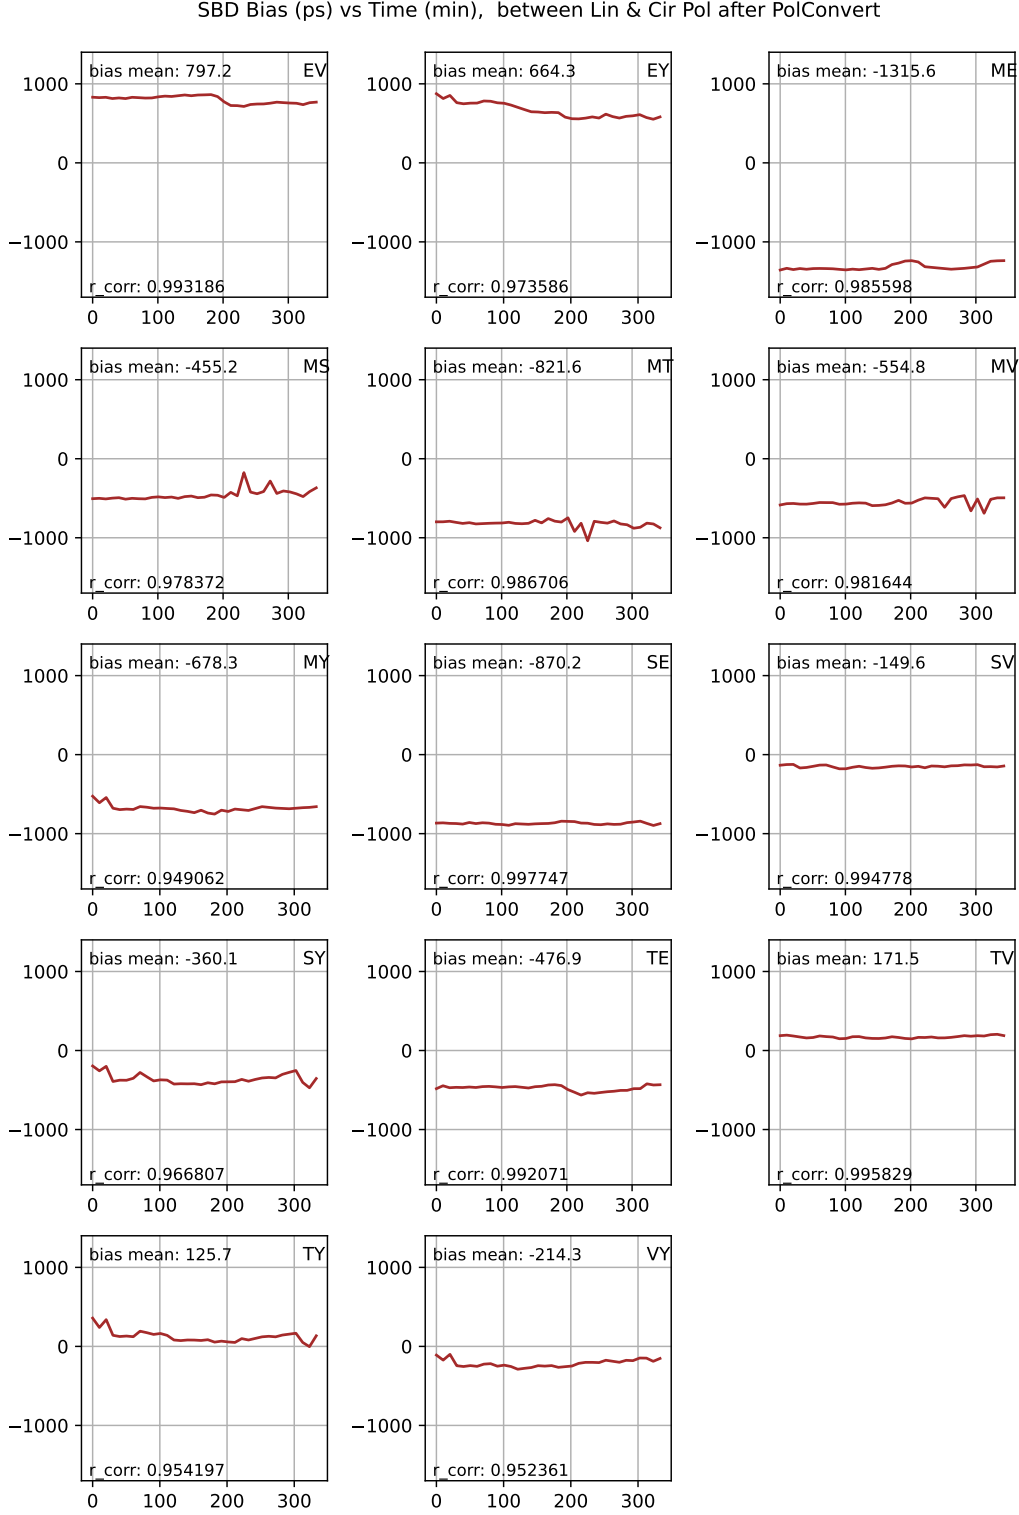 SBD Bias (ps) vs Time (min),  between Lin & Cir Pol after PolConvert
bias mean: 797.2 EV
1000
0
−1000
r_corr: 0.993186
0 100 200 300
bias mean: 664.3 EY
1000
0
−1000
r_corr: 0.973586
0 100 200 300
bias mean: -1315.6 ME
1000
0
−1000
r_corr: 0.985598
0 100 200 300
bias mean: -455.2 MS
1000
0
−1000
r_corr: 0.978372
0 100 200 300
bias mean: -821.6 MT
1000
0
−1000
r_corr: 0.986706
0 100 200 300
bias mean: -554.8 MV
1000
0
−1000
r_corr: 0.981644
0 100 200 300
bias mean: -678.3 MY
1000
0
−1000
r_corr: 0.949062
0 100 200 300
bias mean: -870.2 SE
1000
0
−1000
r_corr: 0.997747
0 100 200 300
bias mean: -149.6 SV
1000
0
−1000
r_corr: 0.994778
0 100 200 300
bias mean: -360.1 SY
1000
0
−1000
r_corr: 0.966807
0 100 200 300
bias mean: -476.9 TE
1000
0
−1000
r_corr: 0.992071
0 100 200 300
bias mean: 171.5 TV
1000
0
−1000
r_corr: 0.995829
0 100 200 300
bias mean: 125.7 TY
1000
0
−1000
r_corr: 0.954197
0 100 200 300
bias mean: -214.3 VY
1000
0
−1000
r_corr: 0.952361
0 100 200 300